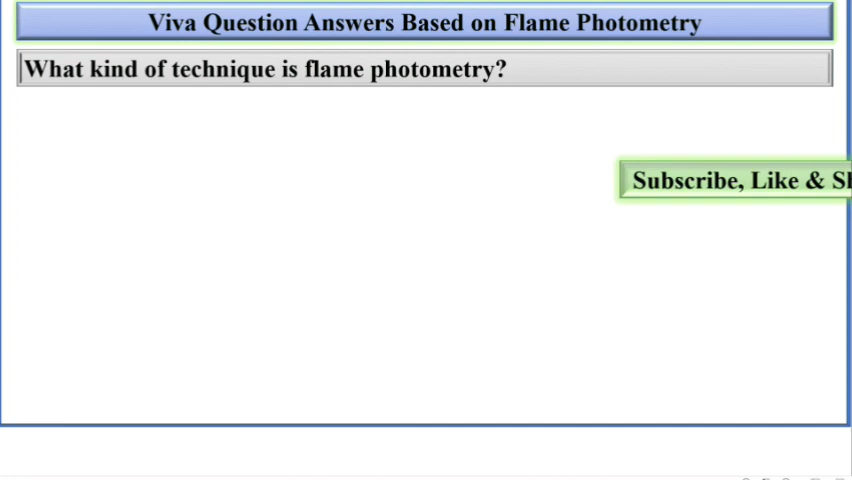 Viva Question Answers Based on Flame Photometry
What kind of technique is flame photometry?
Subscribe, Like &